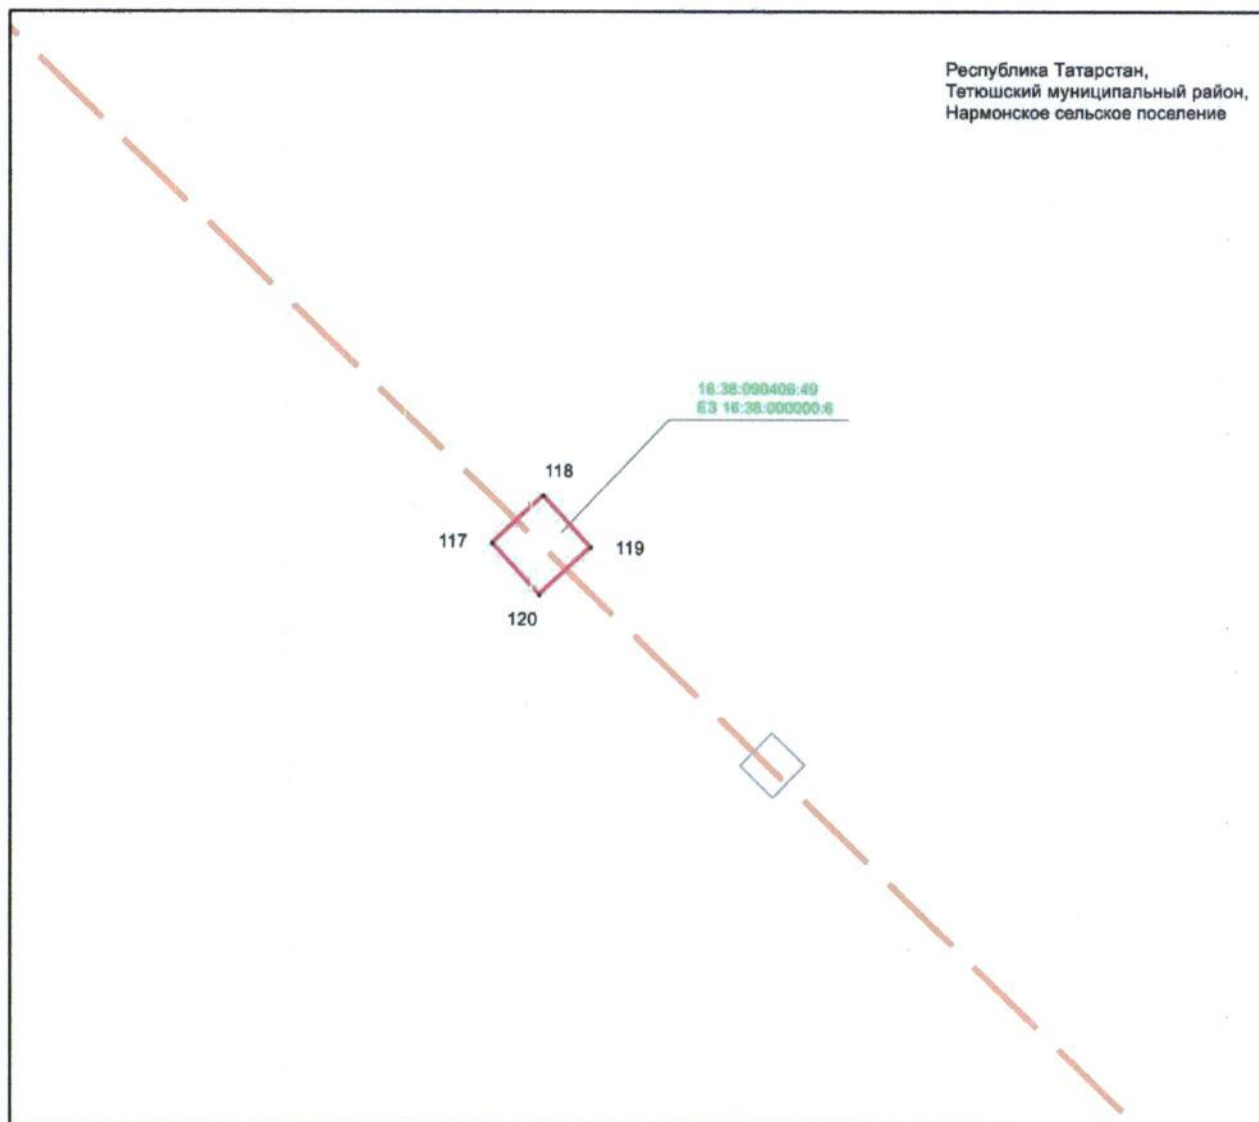 Республика Татарстан,
Тетюшский муниципальный район,
Нармонское сельское поселение
16:38:090406:49
ЕЗ 16:38:000000:6
118
117
119
120